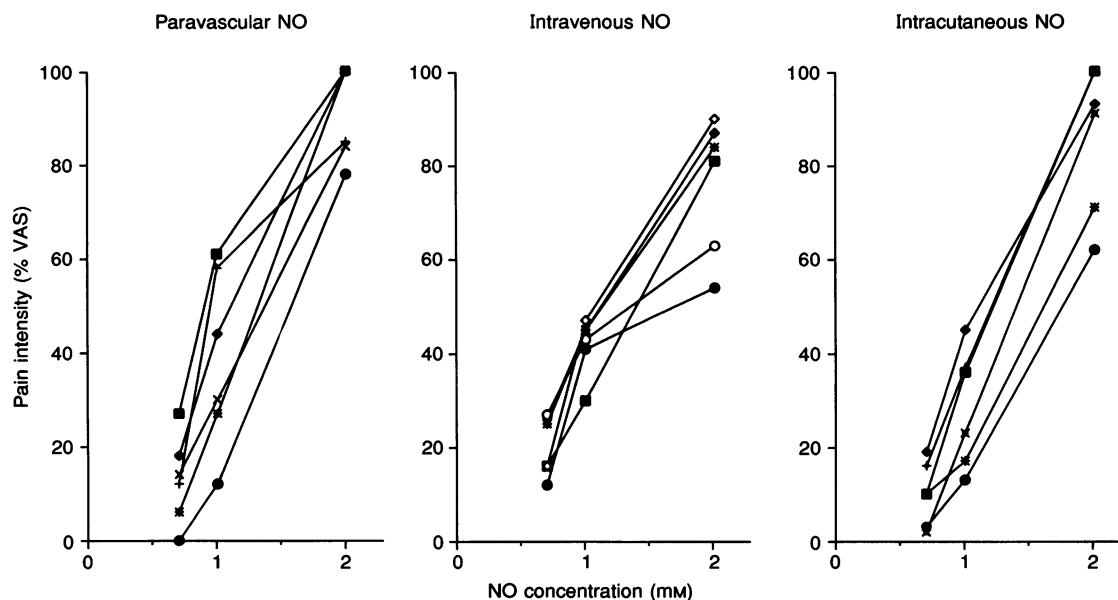 Paravascular NO
Intravenous NO
Intracutaneous NO
Pain intensity (% VAS)
100
80
60
40
20
0
0 1 2
100
80
60
40
20
0
0 1 2
100
80
60
40
20
0
0 1 2
NO concentration (mM)